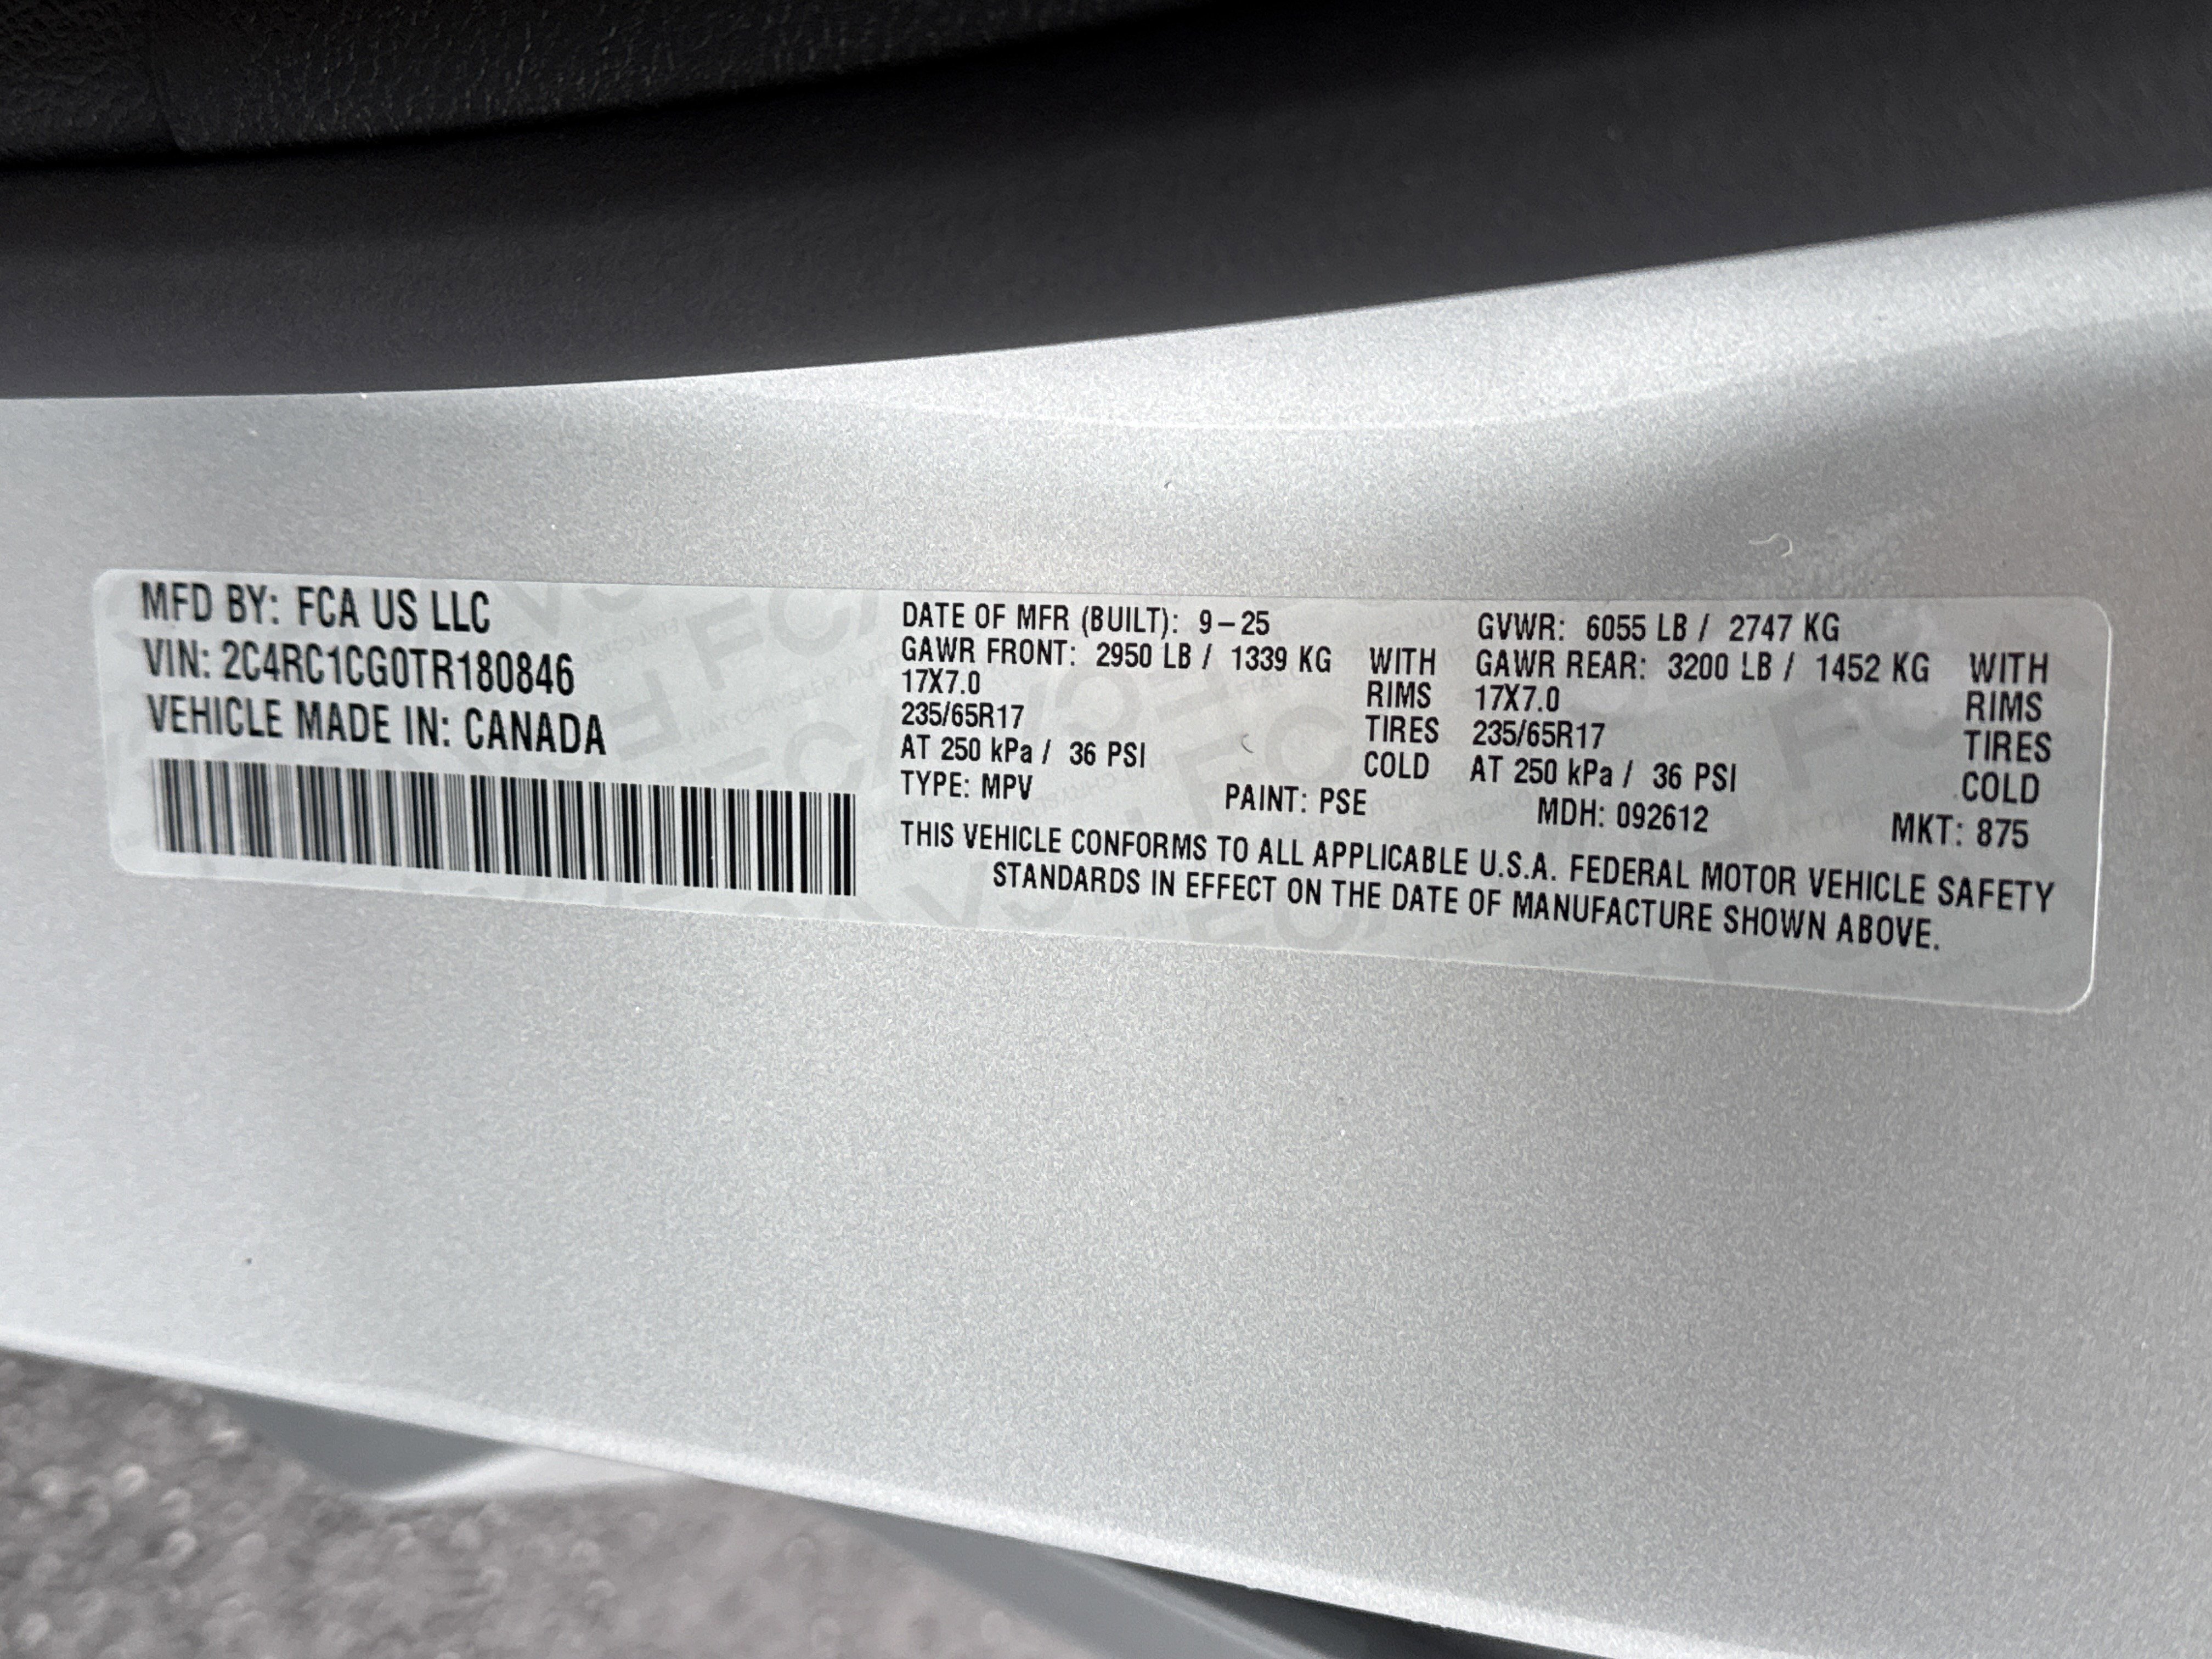 MFD BY: FCA US LLC
VIN: 2C4RC1CG0TR180846
VEHICLE MADE IN: CANADA
DATE OF MFR (BUILT): 9-25
GAWR FRONT: 2950 LB / 1339 KG WITH
17X7.0 RIMS
235/65R17 TIRES
AT 250 kPa / 36 PSI COLD
GVWR: 6055 LB / 2747 KG
GAWR REAR: 3200 LB / 1452 KG WITH
17X7.0 RIMS
235/65R17 TIRES
AT 250 kPa / 36 PSI COLD
TYPE: MPV PAINT: PSE MDH: 092612 MKT: 875
THIS VEHICLE CONFORMS TO ALL APPLICABLE U.S.A. FEDERAL MOTOR VEHICLE SAFETY
STANDARDS IN EFFECT ON THE DATE OF MANUFACTURE SHOWN ABOVE.